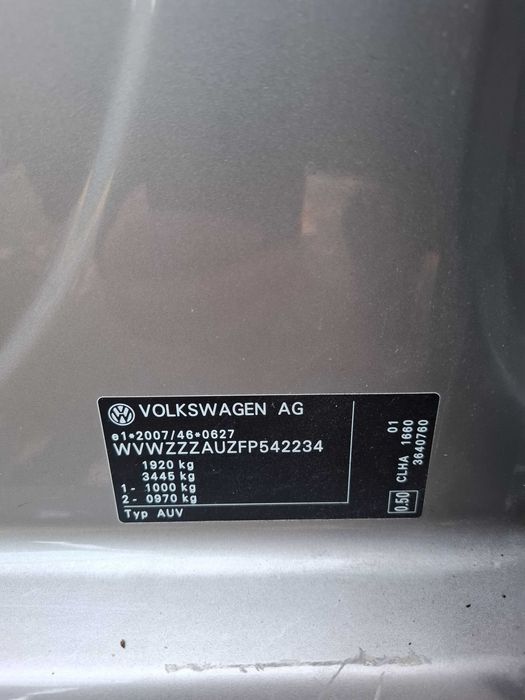 VOLKSWAGEN AG
e1*2007/46*0627
WVWZZZAUZFP542234
1920 kg
3445 kg
1- 1000 kg
2- 0970 kg
Typ AUV
0.50 CLHA 1660 01
3640760